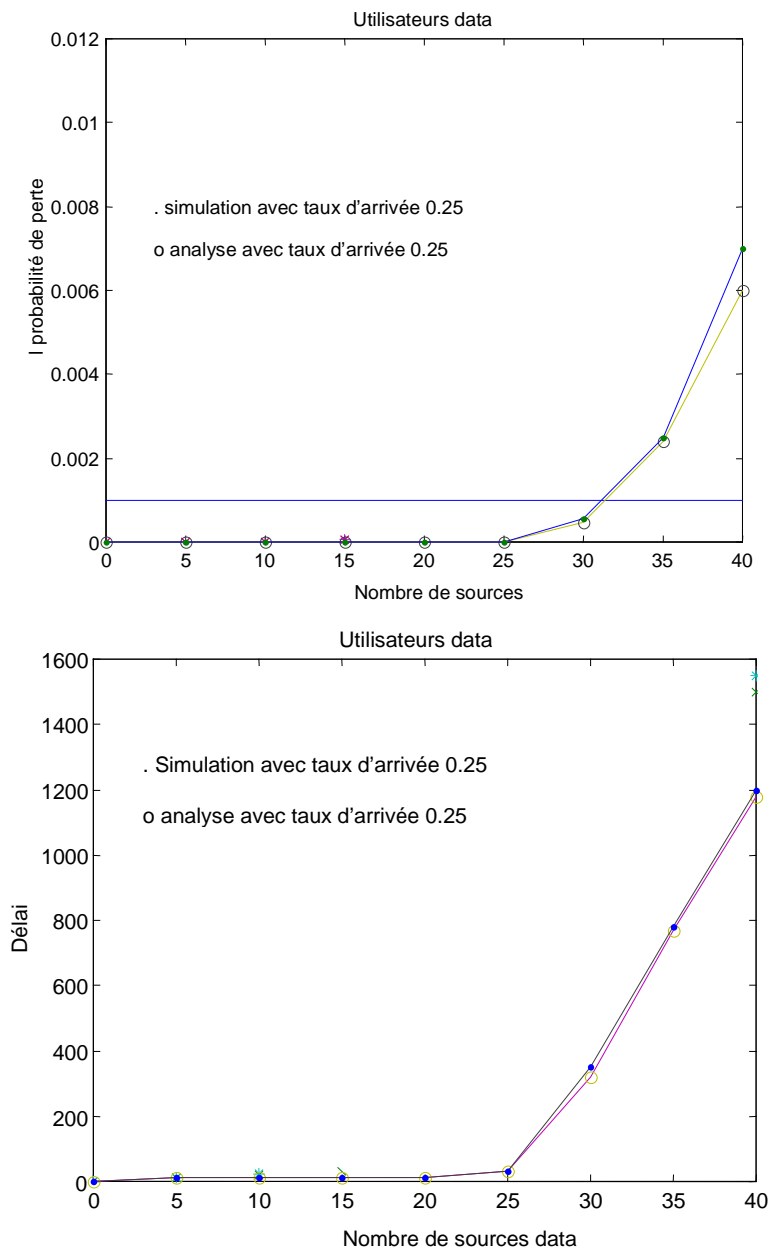 Utilisateurs data
0.012
0.01
0.008
0.006
0.004
0.002
0
l probabilité de perte
. simulation avec taux d'arrivée 0.25
o analyse avec taux d'arrivée 0.25
0 5 10 15 20 25 30 35 40
Nombre de sources
Utilisateurs data
1600
1400
1200
1000
800
600
400
200
0
Délai
. Simulation avec taux d'arrivée 0.25
o analyse avec taux d'arrivée 0.25
0 5 10 15 20 25 30 35 40
Nombre de sources data